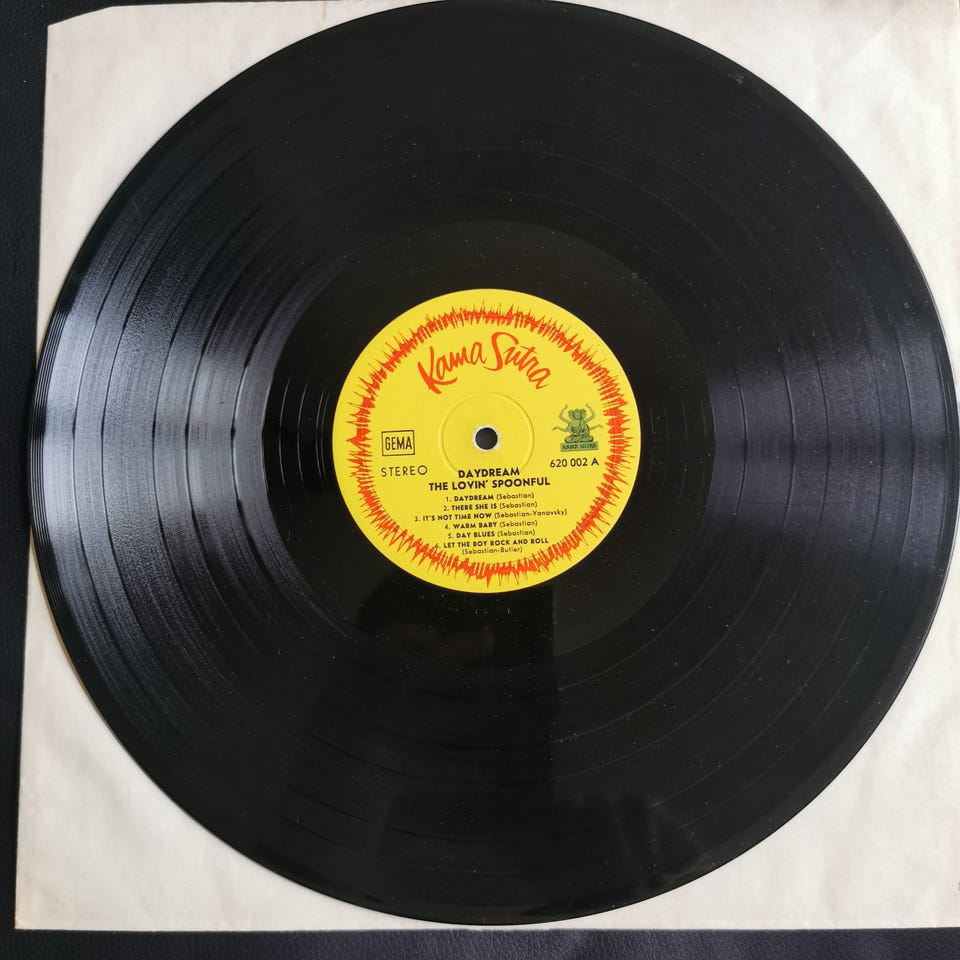 Kama Sutra
GEMA
KAMA SUTRA
STEREO
620 002 A
DAYDREAM
THE LOVIN' SPOONFUL
1. DAYDREAM (Sebastian)
2. THERE SHE IS (Sebastian)
3. IT'S NOT TIME NOW (Sebastian-Yanovsky)
4. WARM BABY (Sebastian)
5. DAY BLUES (Sebastian)
6. LET THE BOY ROCK AND ROLL
(Sebastian-Butler)